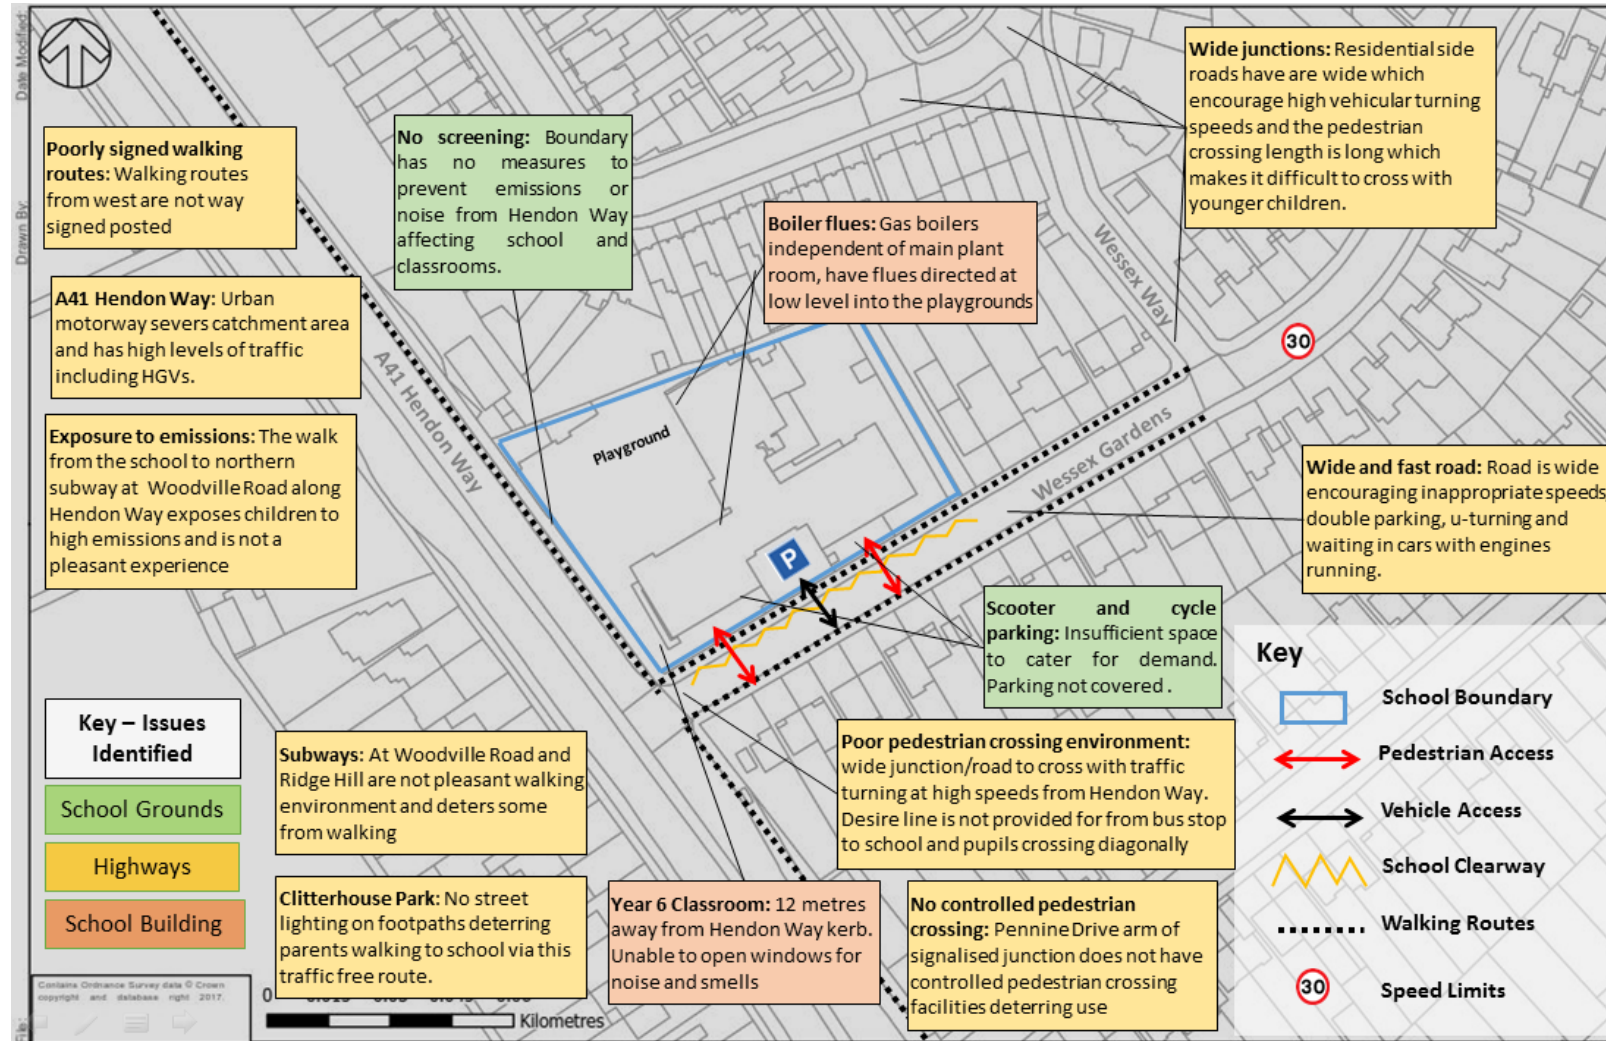 Date Modified:
Drawn By:
File:
Poorly signed walking
routes: Walking routes
from west are not way
signed posted
A41 Hendon Way: Urban
motorway severs catchment area
and has high levels of traffic
including HGVs.
Exposure to emissions: The walk
from the school to northern
subway at Woodville Road along
Hendon Way exposes children to
high emissions and is not a
pleasant experience
No screening: Boundary
has no measures to
prevent emissions or
noise from Hendon Way
affecting school and
classrooms.
Boiler flues: Gas boilers
independent of main plant
room, have flues directed at
low level into the playgrounds
Wide junctions: Residential side
roads have are wide which
encourage high vehicular turning
speeds and the pedestrian
crossing length is long which
makes it difficult to cross with
younger children.
Wessex Way
30
A41 Hendon Way
Playground
Wessex Gardens
P
Wide and fast road: Road is wide
encouraging inappropriate speeds
double parking, u-turning and
waiting in cars with engines
running.
Scooter and cycle
parking: Insufficient space
to cater for demand.
Parking not covered .
Poor pedestrian crossing environment:
wide junction/road to cross with traffic
turning at high speeds from Hendon Way.
Desire line is not provided for from bus stop
to school and pupils crossing diagonally
Key – Issues
Identified
School Grounds
Highways
School Building
Subways: At Woodville Road and
Ridge Hill are not pleasant walking
environment and deters some
from walking
Clitterhouse Park: No street
lighting on footpaths deterring
parents walking to school via this
traffic free route.
Year 6 Classroom: 12 metres
away from Hendon Way kerb.
Unable to open windows for
noise and smells
No controlled pedestrian
crossing: Pennine Drive arm of
signalised junction does not have
controlled pedestrian crossing
facilities deterring use
Key
School Boundary
Pedestrian Access
Vehicle Access
School Clearway
Walking Routes
30
Speed Limits
Contains Ordnance Survey data © Crown
copyright and database right 2017.
0
Kilometres